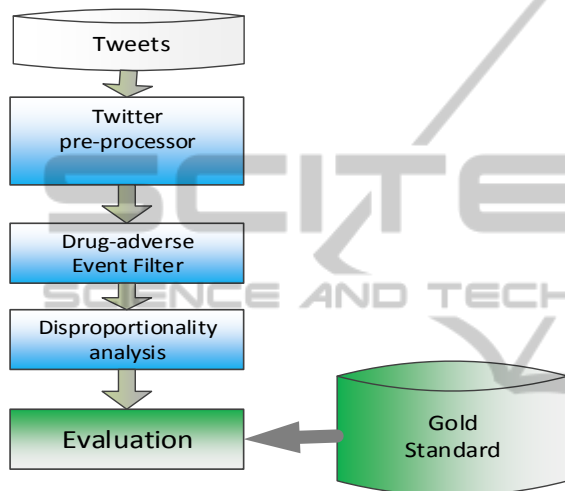 Tweets
Twitter
pre-processor
SCITE
Drug-adverse
Event Filter
SCIENCE AND TECH
Disproportionality
analysis
Evaluation
Gold
Standard